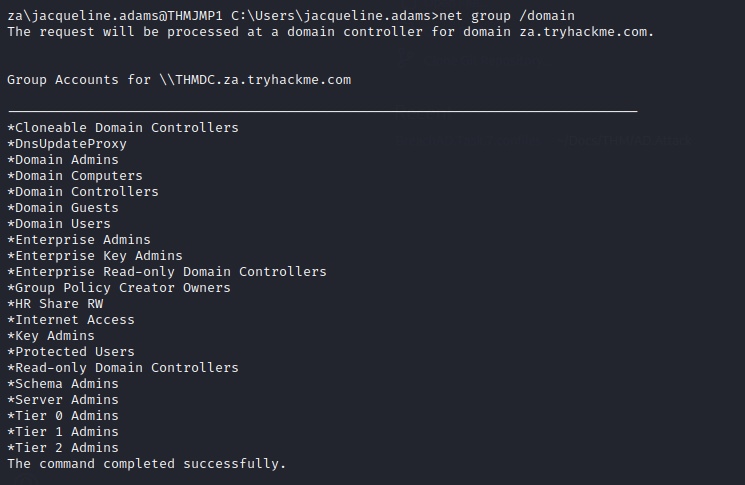 za\jacqueline.adams@THMJMP1 C:\Users\jacqueline.adams>net group /domain
The request will be processed at a domain controller for domain za.tryhackme.com.
Group Accounts for \\THMDC.za.tryhackme.com
-------------------------------------------------------------------------------
*Cloneable Domain Controllers
*DnsUpdateProxy
*Domain Admins
*Domain Computers
*Domain Controllers
*Domain Guests
*Domain Users
*Enterprise Admins
*Enterprise Key Admins
*Enterprise Read-only Domain Controllers
*Group Policy Creator Owners
*HR Share RW
*Internet Access
*Key Admins
*Protected Users
*Read-only Domain Controllers
*Schema Admins
*Server Admins
*Tier 0 Admins
*Tier 1 Admins
*Tier 2 Admins
The command completed successfully.